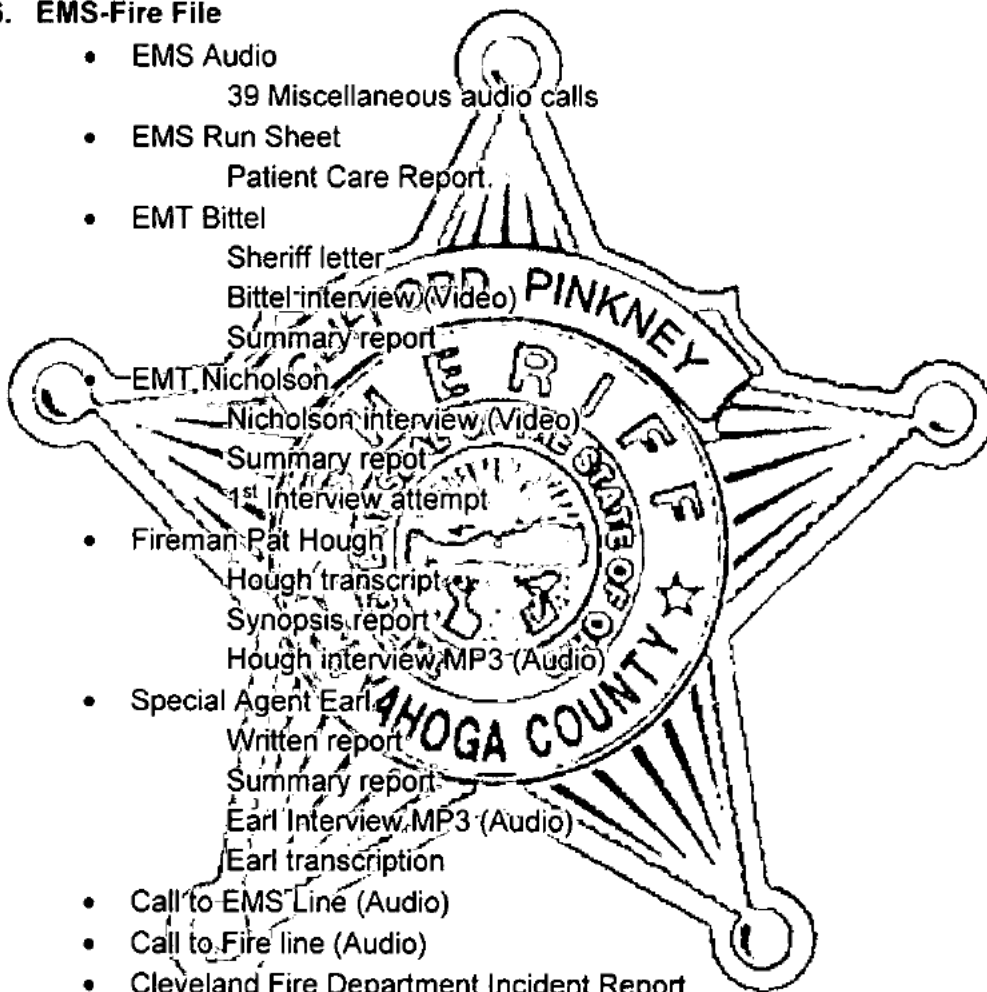 6. EMS-Fire File
• EMS Audio
39 Miscellaneous audio calls
• EMS Run Sheet
Patient Care Report.
• EMT Bittel
Sheriff letter
Bittel interview (Video)
Summary report
• EMT Nicholson
Nicholson interview (Video)
Summary repot
1st Interview attempt
• Fireman Pat Hough
Hough transcript
Synopsis report
Hough interview MP3 (Audio)
• Special Agent Earl
Written report
Summary report
Earl Interview MP3 (Audio)
Earl transcription
• Call to EMS Line (Audio)
• Call to Fire line (Audio)
• Cleveland Fire Department Incident Report
PINKNEY
STATE OF
COUNTY